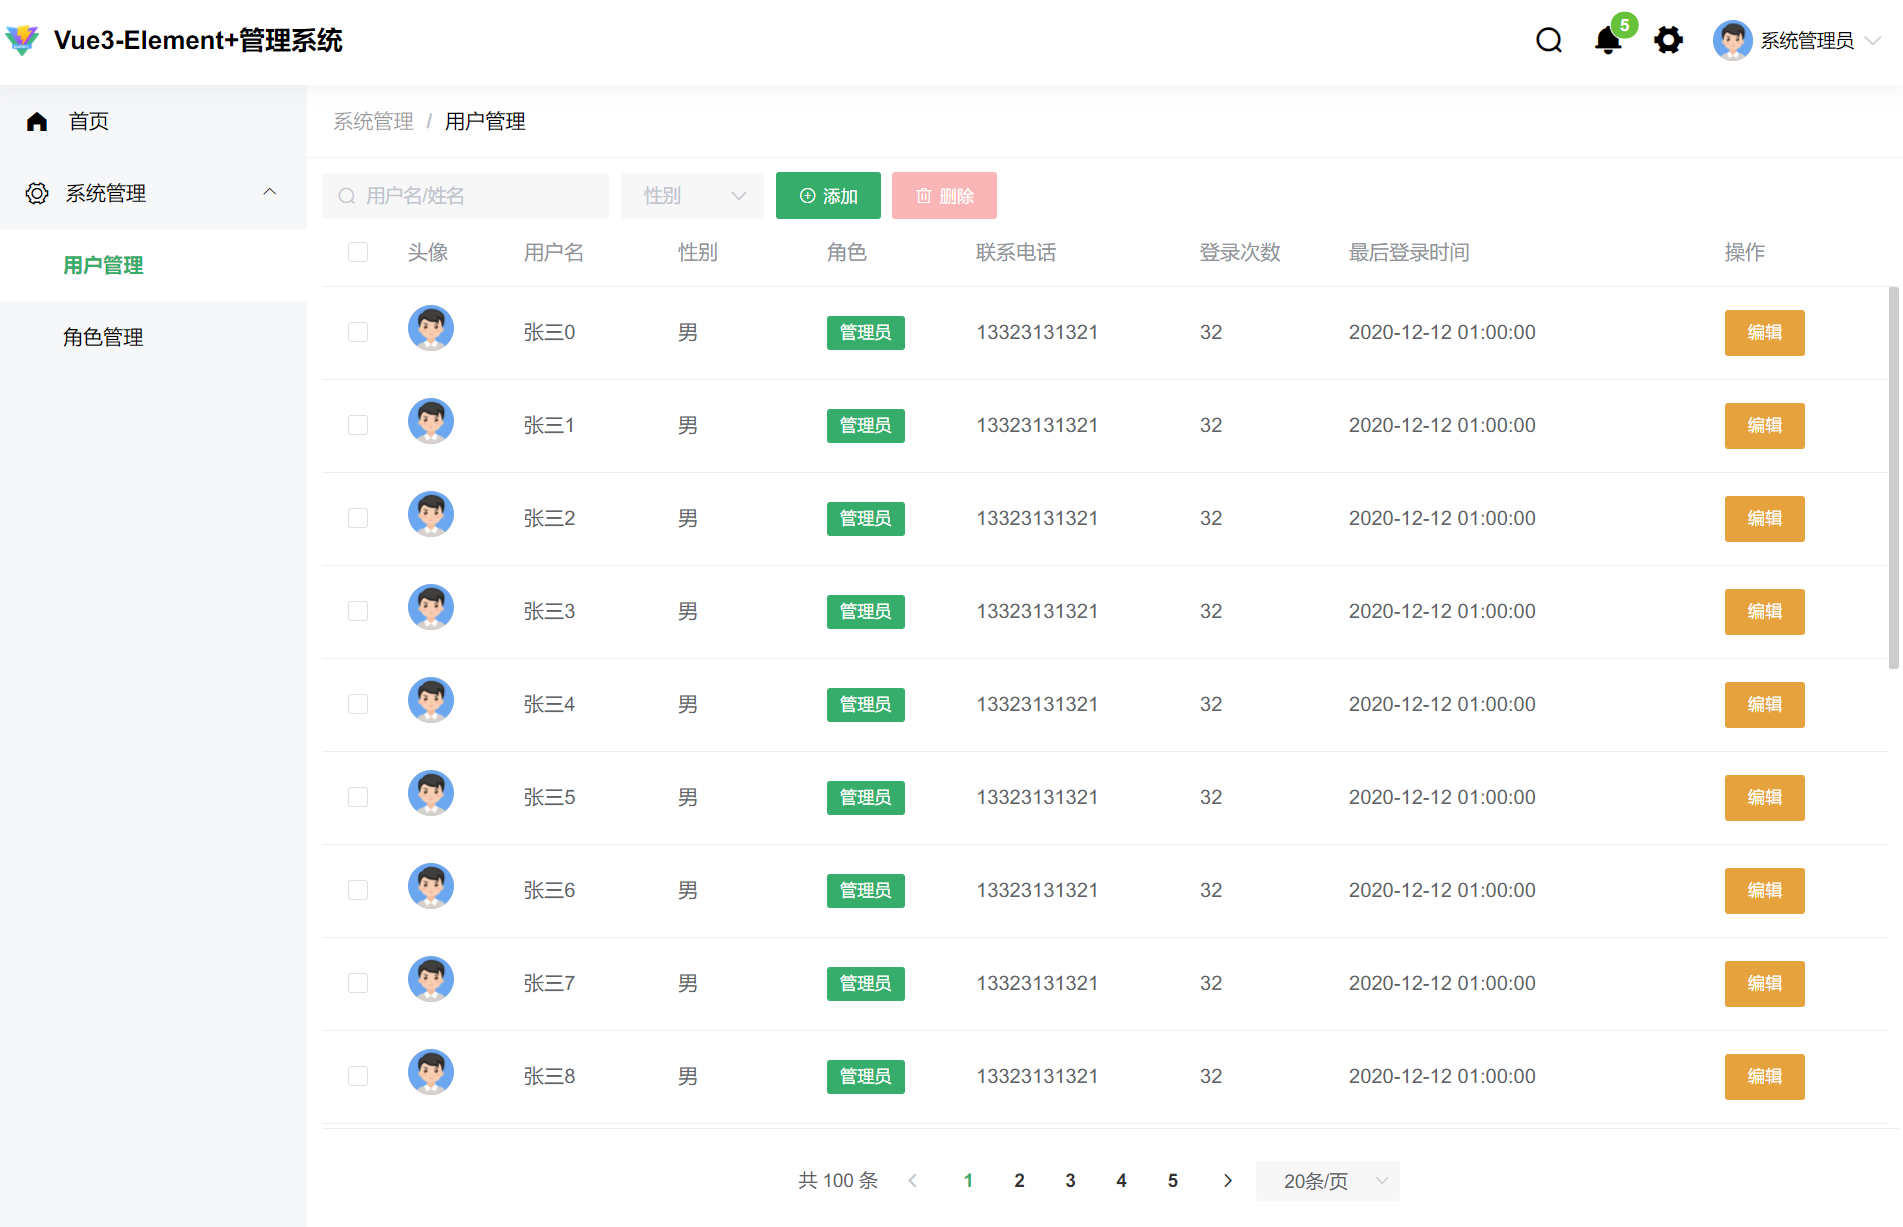 Vue3-Element+管理系统
5
系统管理员
首页
系统管理
用户管理
角色管理
系统管理 / 用户管理
用户名/姓名 性别 添加 删除
头像 用户名 性别 角色 联系电话 登录次数 最后登录时间 操作
张三0 男 管理员 13323131321 32 2020-12-12 01:00:00 编辑
张三1 男 管理员 13323131321 32 2020-12-12 01:00:00 编辑
张三2 男 管理员 13323131321 32 2020-12-12 01:00:00 编辑
张三3 男 管理员 13323131321 32 2020-12-12 01:00:00 编辑
张三4 男 管理员 13323131321 32 2020-12-12 01:00:00 编辑
张三5 男 管理员 13323131321 32 2020-12-12 01:00:00 编辑
张三6 男 管理员 13323131321 32 2020-12-12 01:00:00 编辑
张三7 男 管理员 13323131321 32 2020-12-12 01:00:00 编辑
张三8 男 管理员 13323131321 32 2020-12-12 01:00:00 编辑
共 100 条 1 2 3 4 5 20条/页